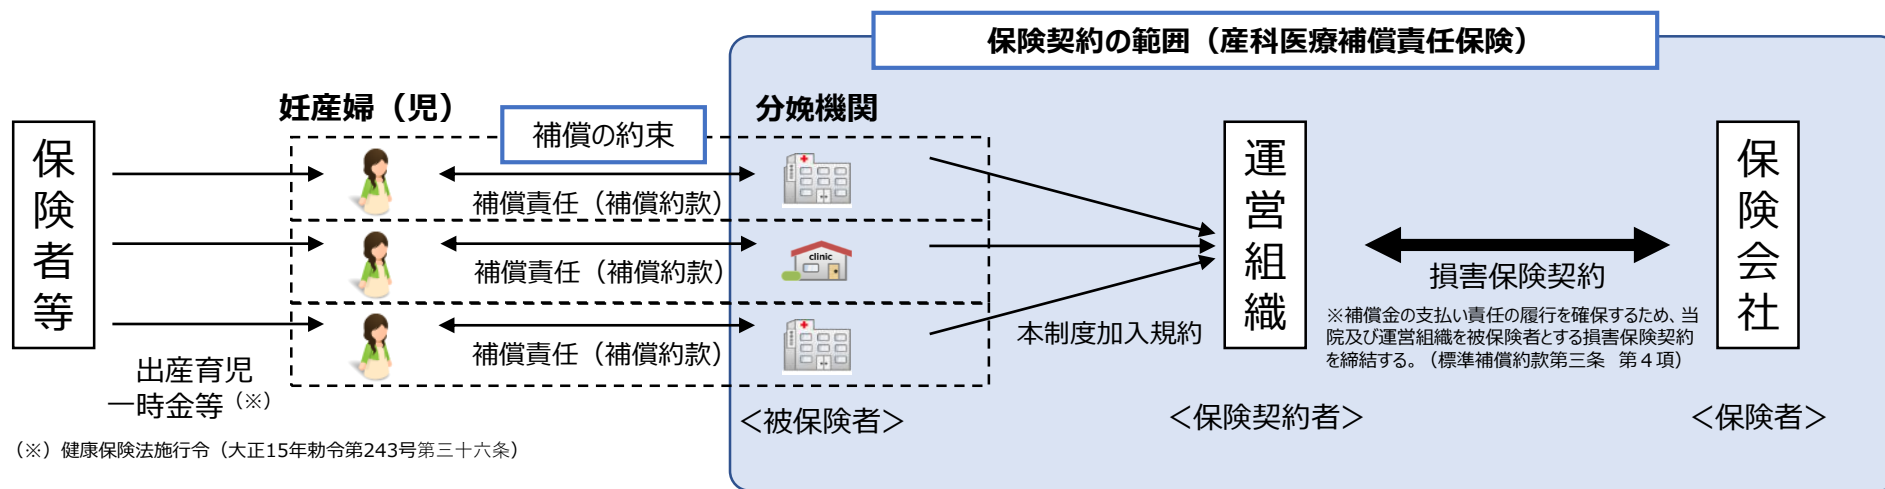 保険契約の範囲（産科医療補償責任保険）
妊産婦（児）
補償の約束
分娩機関
保険者等
補償責任（補償約款）
clinic
補償責任（補償約款）
補償責任（補償約款）
出産育児
一時金等（※）
本制度加入規約
運営組織
損害保険契約
※補償金の支払い責任の履行を確保するため、当
院及び運営組織を被保険者とする損害保険契約
を締結する。（標準補償約款第三条　第４項）
保険会社
＜被保険者＞
＜保険契約者＞
＜保険者＞
（※）健康保険法施行令（大正15年勅令第243号第三十六条）